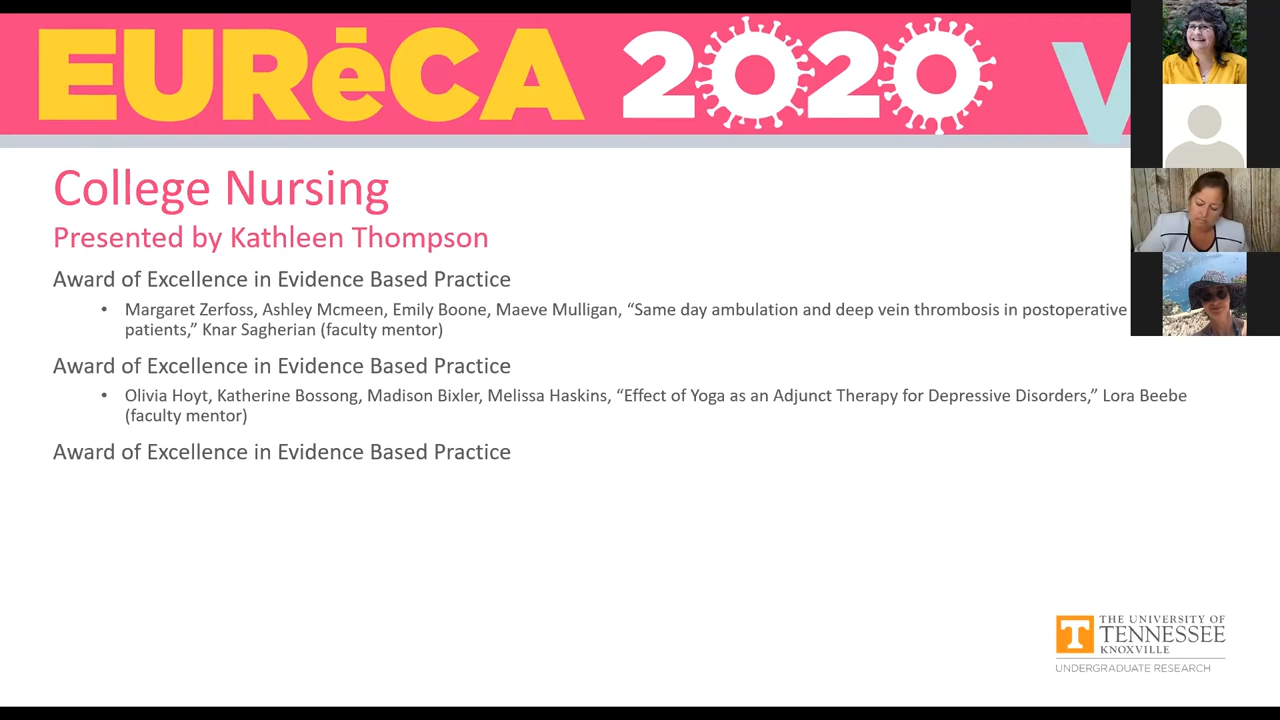 EURēCA 2020 V
College Nursing
Presented by Kathleen Thompson
Award of Excellence in Evidence Based Practice
• Margaret Zerfoss, Ashley Mcmeen, Emily Boone, Maeve Mulligan, “Same day ambulation and deep vein thrombosis in postoperative
patients,” Knar Sagherian (faculty mentor)
Award of Excellence in Evidence Based Practice
• Olivia Hoyt, Katherine Bossong, Madison Bixler, Melissa Haskins, “Effect of Yoga as an Adjunct Therapy for Depressive Disorders,” Lora Beebe
(faculty mentor)
Award of Excellence in Evidence Based Practice
T THE UNIVERSITY OF
TENNESSEE
KNOXVILLE
UNDERGRADUATE RESEARCH